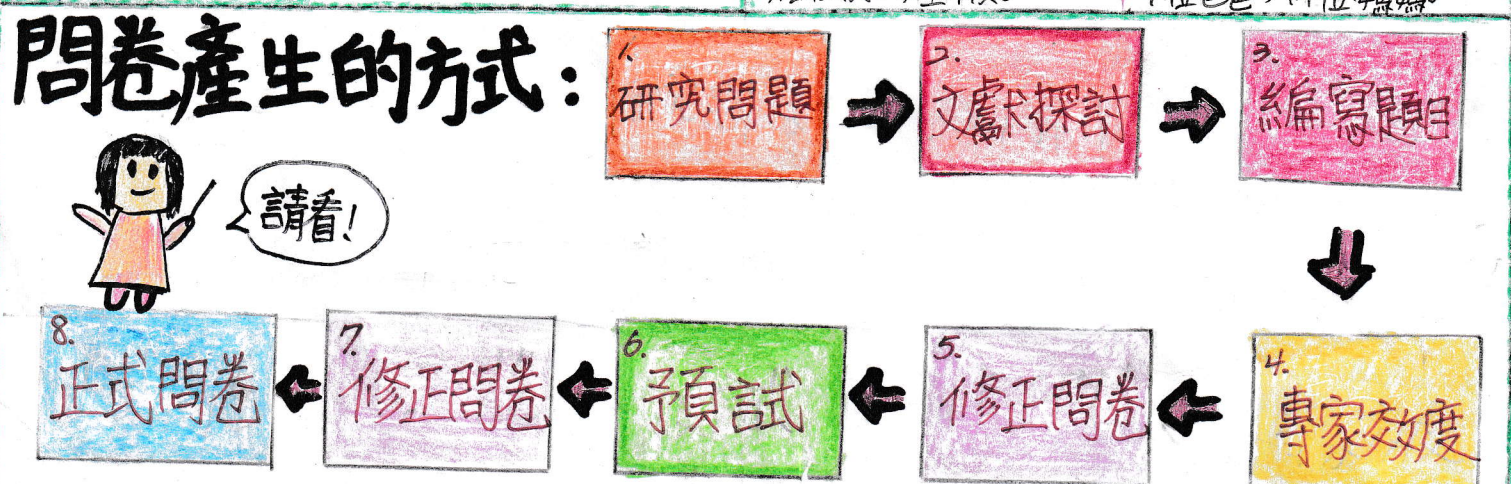 問卷產生的方式：
請看！
1.
研究問題
2.
文獻探討
3.
編寫題目
4.
專家效度
5.
修正問卷
6.
預試
7.
修正問卷
8.
正式問卷